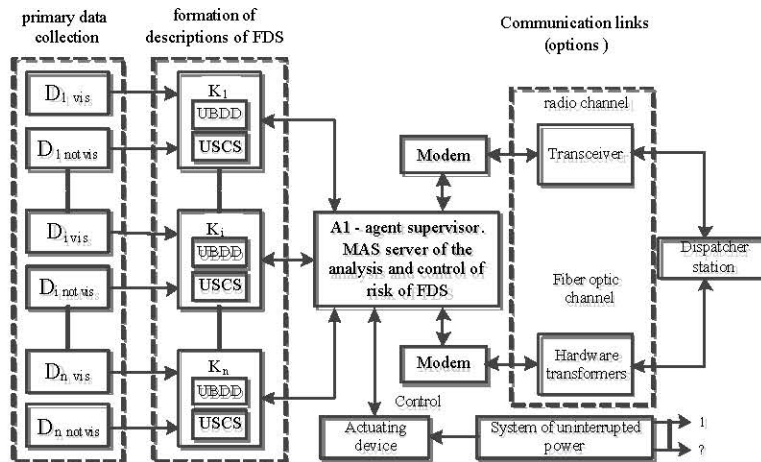 primary data
collection
formation of
descriptions of FDS
Communication links
(options )
D1 vis
D1 not vis
Di vis
Di not vis
Dn vis
Dn not vis
K1
UBDD
USCS
Ki
UBDD
USCS
Kn
UBDD
USCS
A1 - agent supervisor.
MAS server of the
analysis and control of
risk of FDS
Modem
Modem
radio channel
Transceiver
Fiber optic
channel
Hardware
transformers
Dispatcher
station
Control
Actuating
device
System of uninterrupted
power
1
?